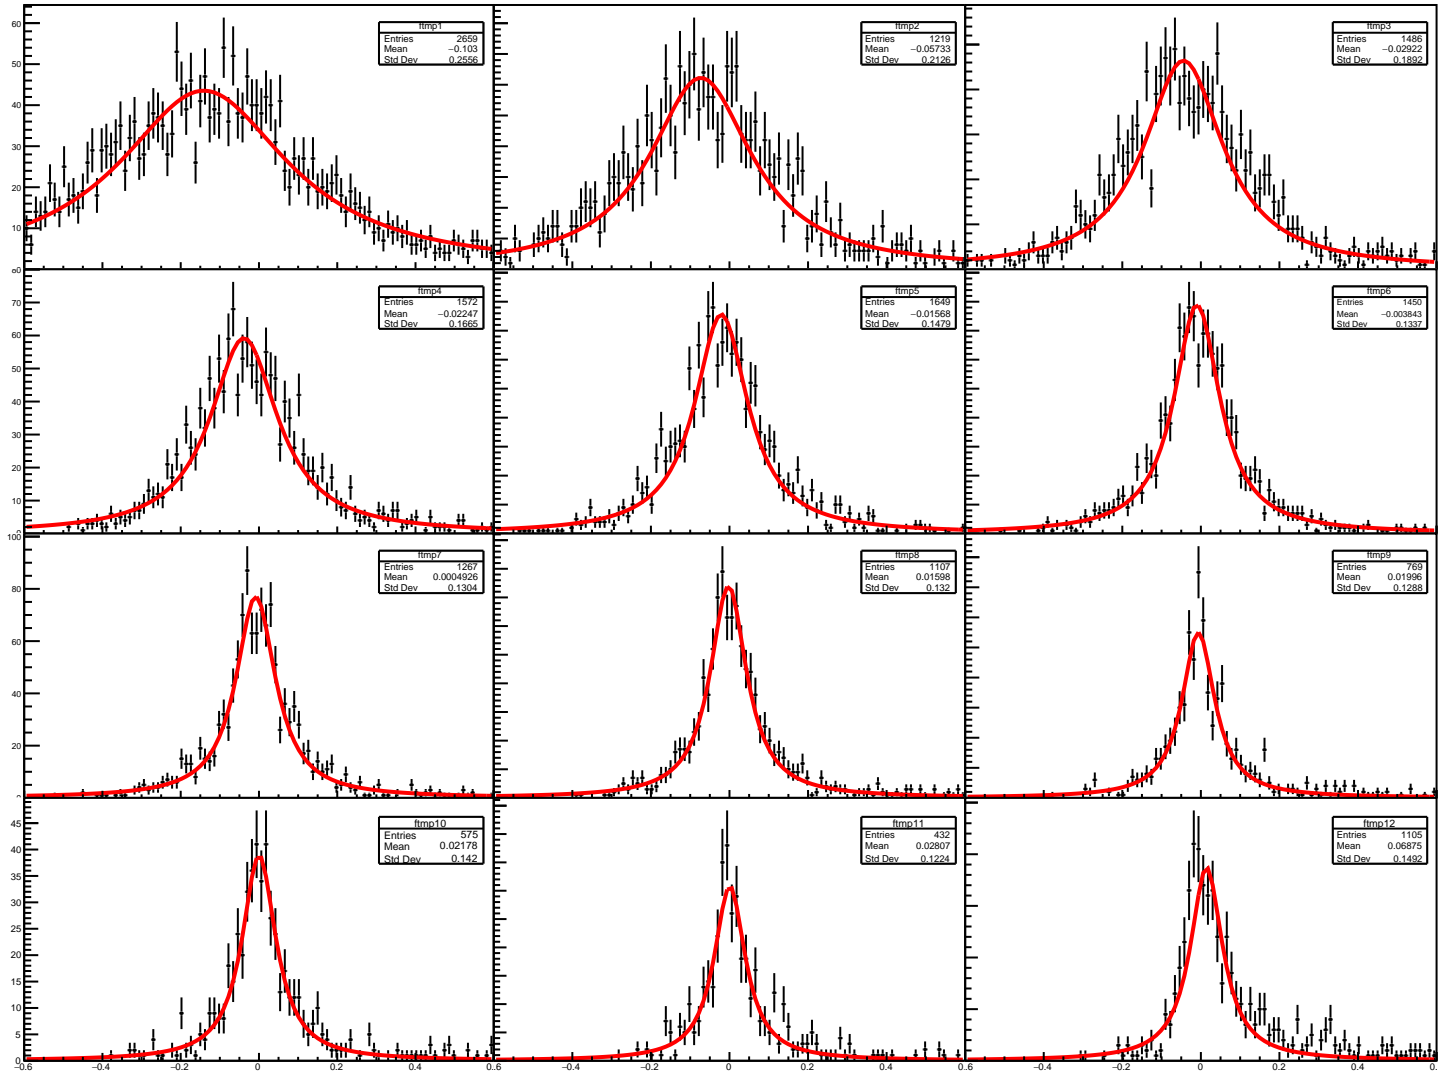 ftmp1
Entries 2659
Mean −0.103
Std Dev 0.2556
ftmp2
Entries 1219
Mean −0.05733
Std Dev 0.2126
ftmp3
Entries 1486
Mean −0.02922
Std Dev 0.1892
60
50
40
30
20
10
ftmp4
Entries 1572
Mean −0.02247
Std Dev 0.1665
ftmp5
Entries 1649
Mean −0.01568
Std Dev 0.1479
ftmp6
Entries 1450
Mean −0.003843
Std Dev 0.1337
70
60
50
40
30
20
10
ftmp7
Entries 1267
Mean 0.0004926
Std Dev 0.1304
ftmp8
Entries 1107
Mean 0.01598
Std Dev 0.132
ftmp9
Entries 769
Mean 0.01996
Std Dev 0.1288
100
80
60
40
20
ftmp10
Entries 575
Mean 0.02178
Std Dev 0.142
ftmp11
Entries 432
Mean 0.02807
Std Dev 0.1224
ftmp12
Entries 1105
Mean 0.06875
Std Dev 0.1492
45
40
35
30
25
20
15
10
5
0
−0.6 −0.4 −0.2 0 0.2 0.4 0.6 −0.4 −0.2 0 0.2 0.4 0.6 −0.4 −0.2 0 0.2 0.4